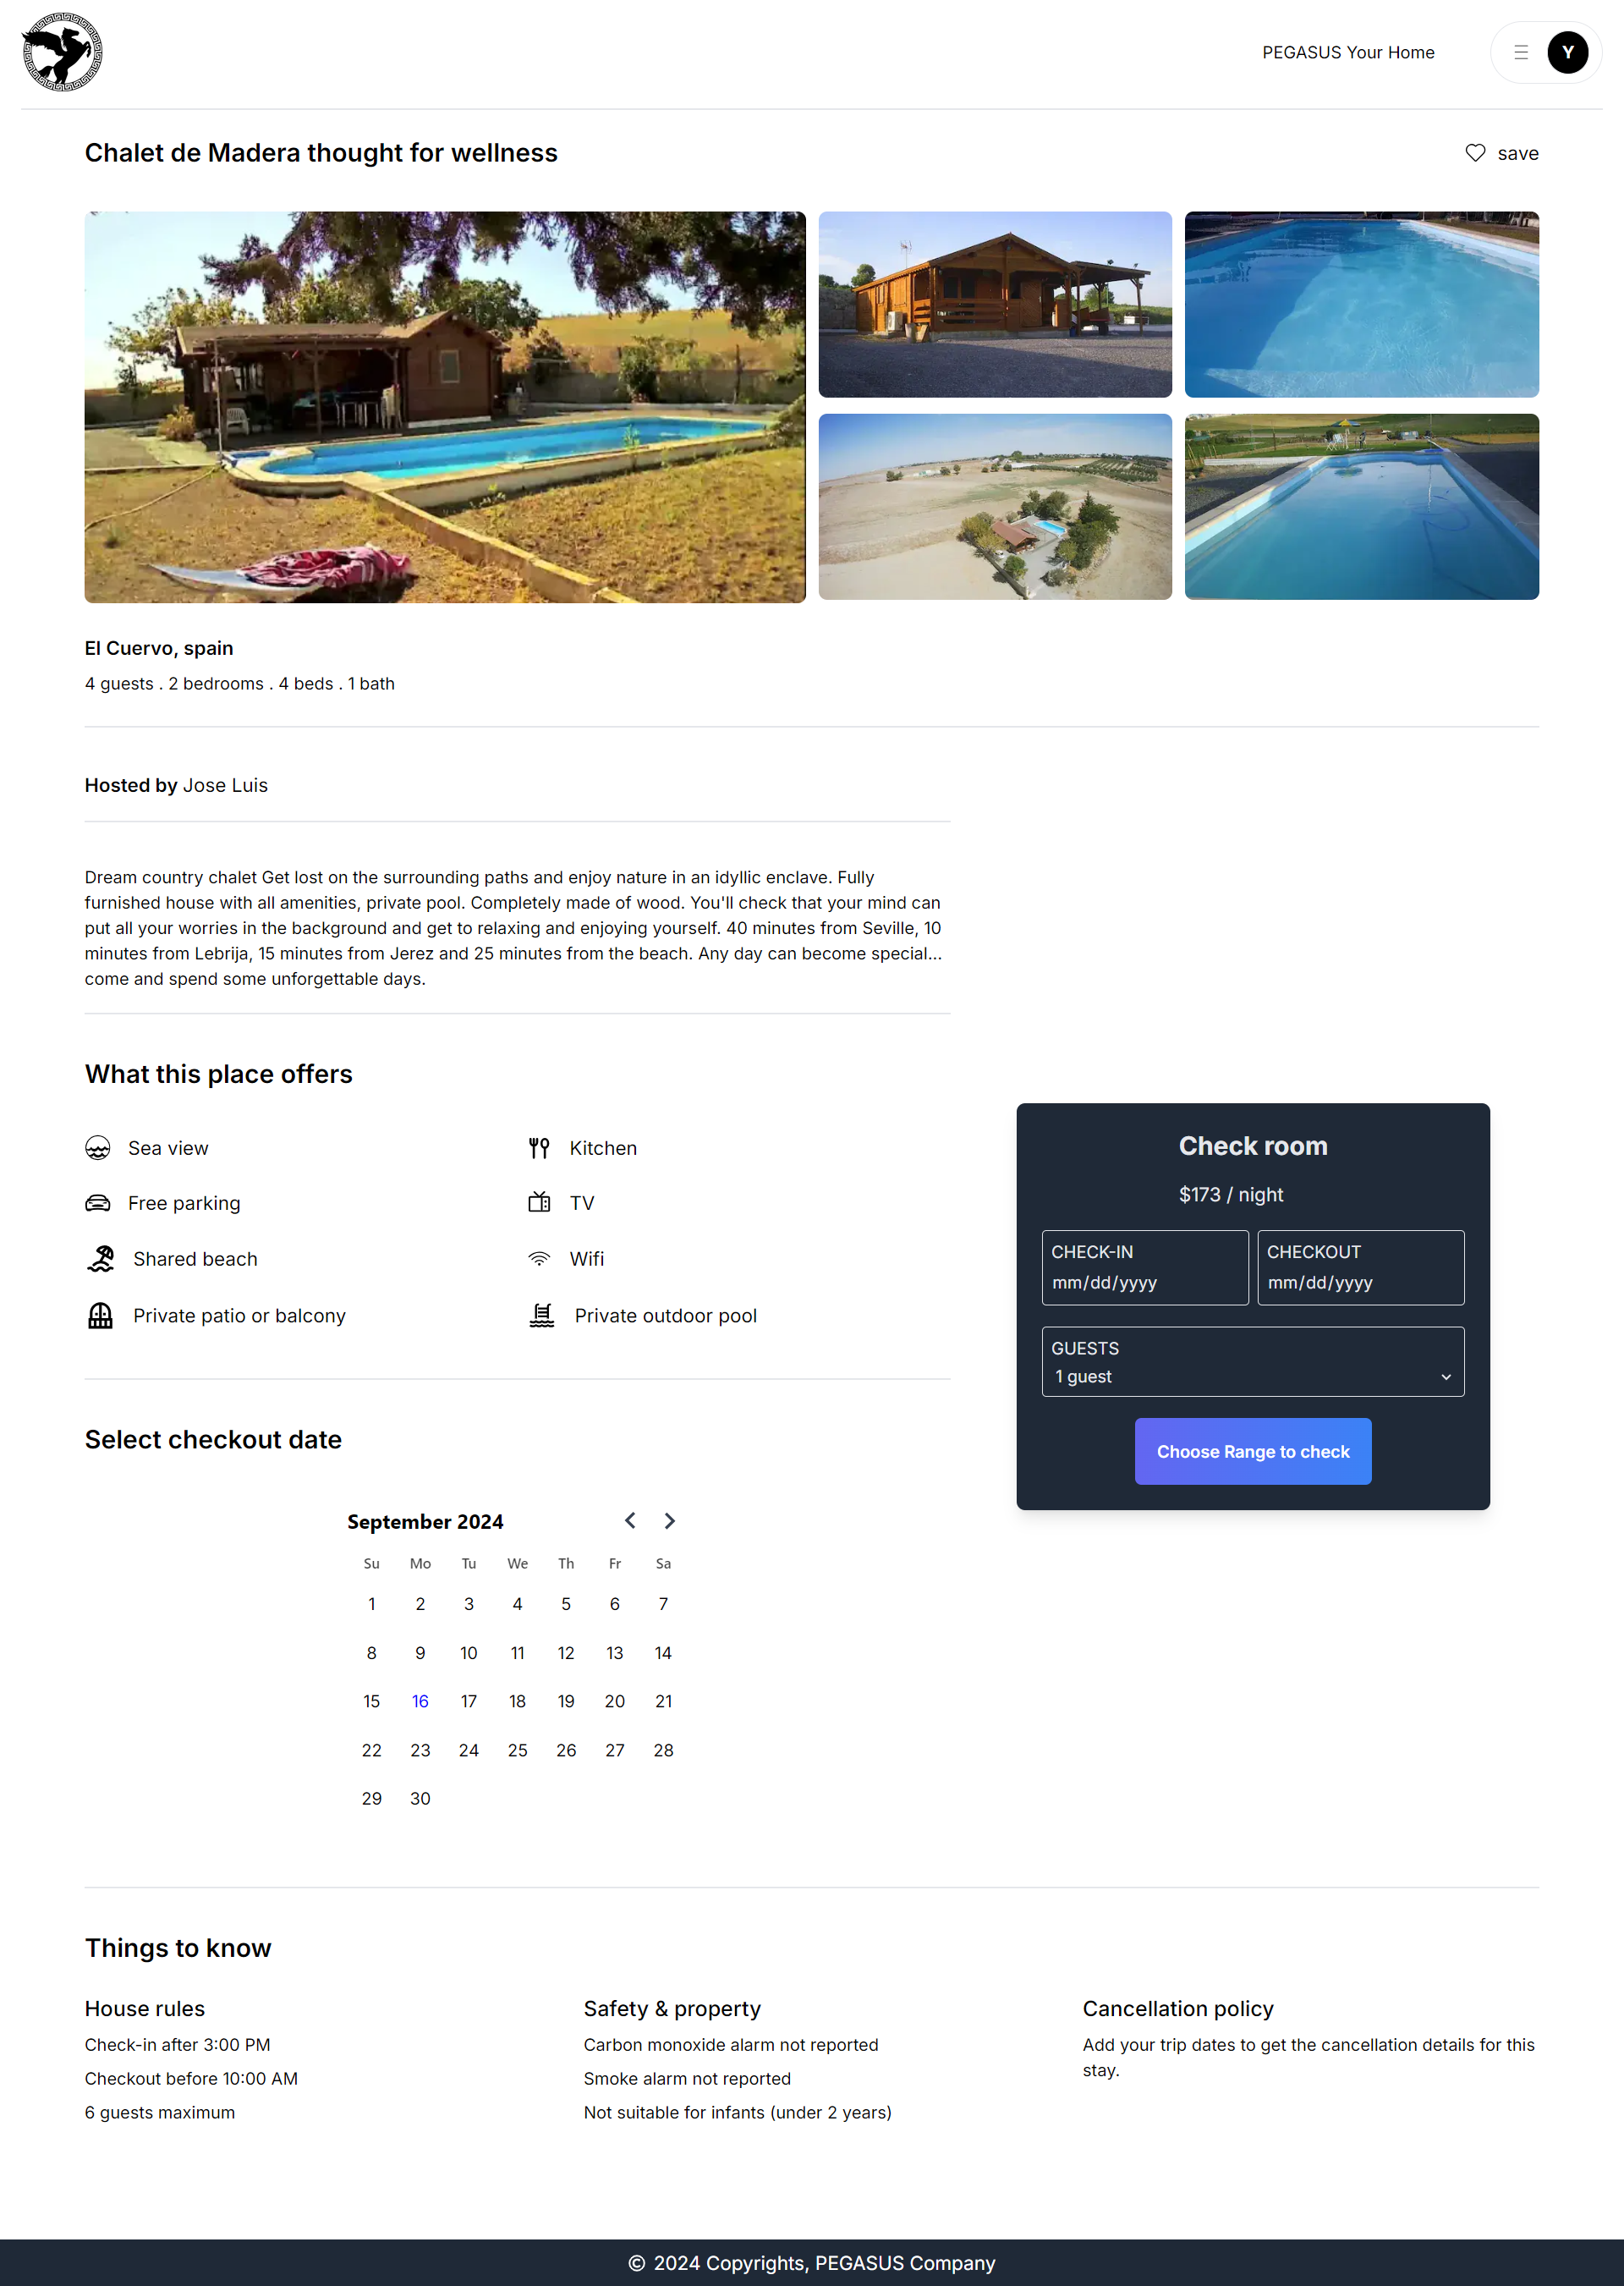 PEGASUS Your Home
Y
Chalet de Madera thought for wellness
save
El Cuervo, spain
4 guests . 2 bedrooms . 4 beds . 1 bath
Hosted by Jose Luis
Dream country chalet Get lost on the surrounding paths and enjoy nature in an idyllic enclave. Fully
furnished house with all amenities, private pool. Completely made of wood. You'll check that your mind can
put all your worries in the background and get to relaxing and enjoying yourself. 40 minutes from Seville, 10
minutes from Lebrija, 15 minutes from Jerez and 25 minutes from the beach. Any day can become special...
come and spend some unforgettable days.
What this place offers
Sea view
Kitchen
Free parking
TV
Shared beach
Wifi
Private patio or balcony
Private outdoor pool
Check room
$173 / night
CHECK-IN
mm/dd/yyyy
CHECKOUT
mm/dd/yyyy
GUESTS
1 guest
Choose Range to check
Select checkout date
September 2024
Su Mo Tu We Th Fr Sa
1 2 3 4 5 6 7
8 9 10 11 12 13 14
15 16 17 18 19 20 21
22 23 24 25 26 27 28
29 30
Things to know
House rules
Check-in after 3:00 PM
Checkout before 10:00 AM
6 guests maximum
Safety & property
Carbon monoxide alarm not reported
Smoke alarm not reported
Not suitable for infants (under 2 years)
Cancellation policy
Add your trip dates to get the cancellation details for this
stay.
© 2024 Copyrights, PEGASUS Company